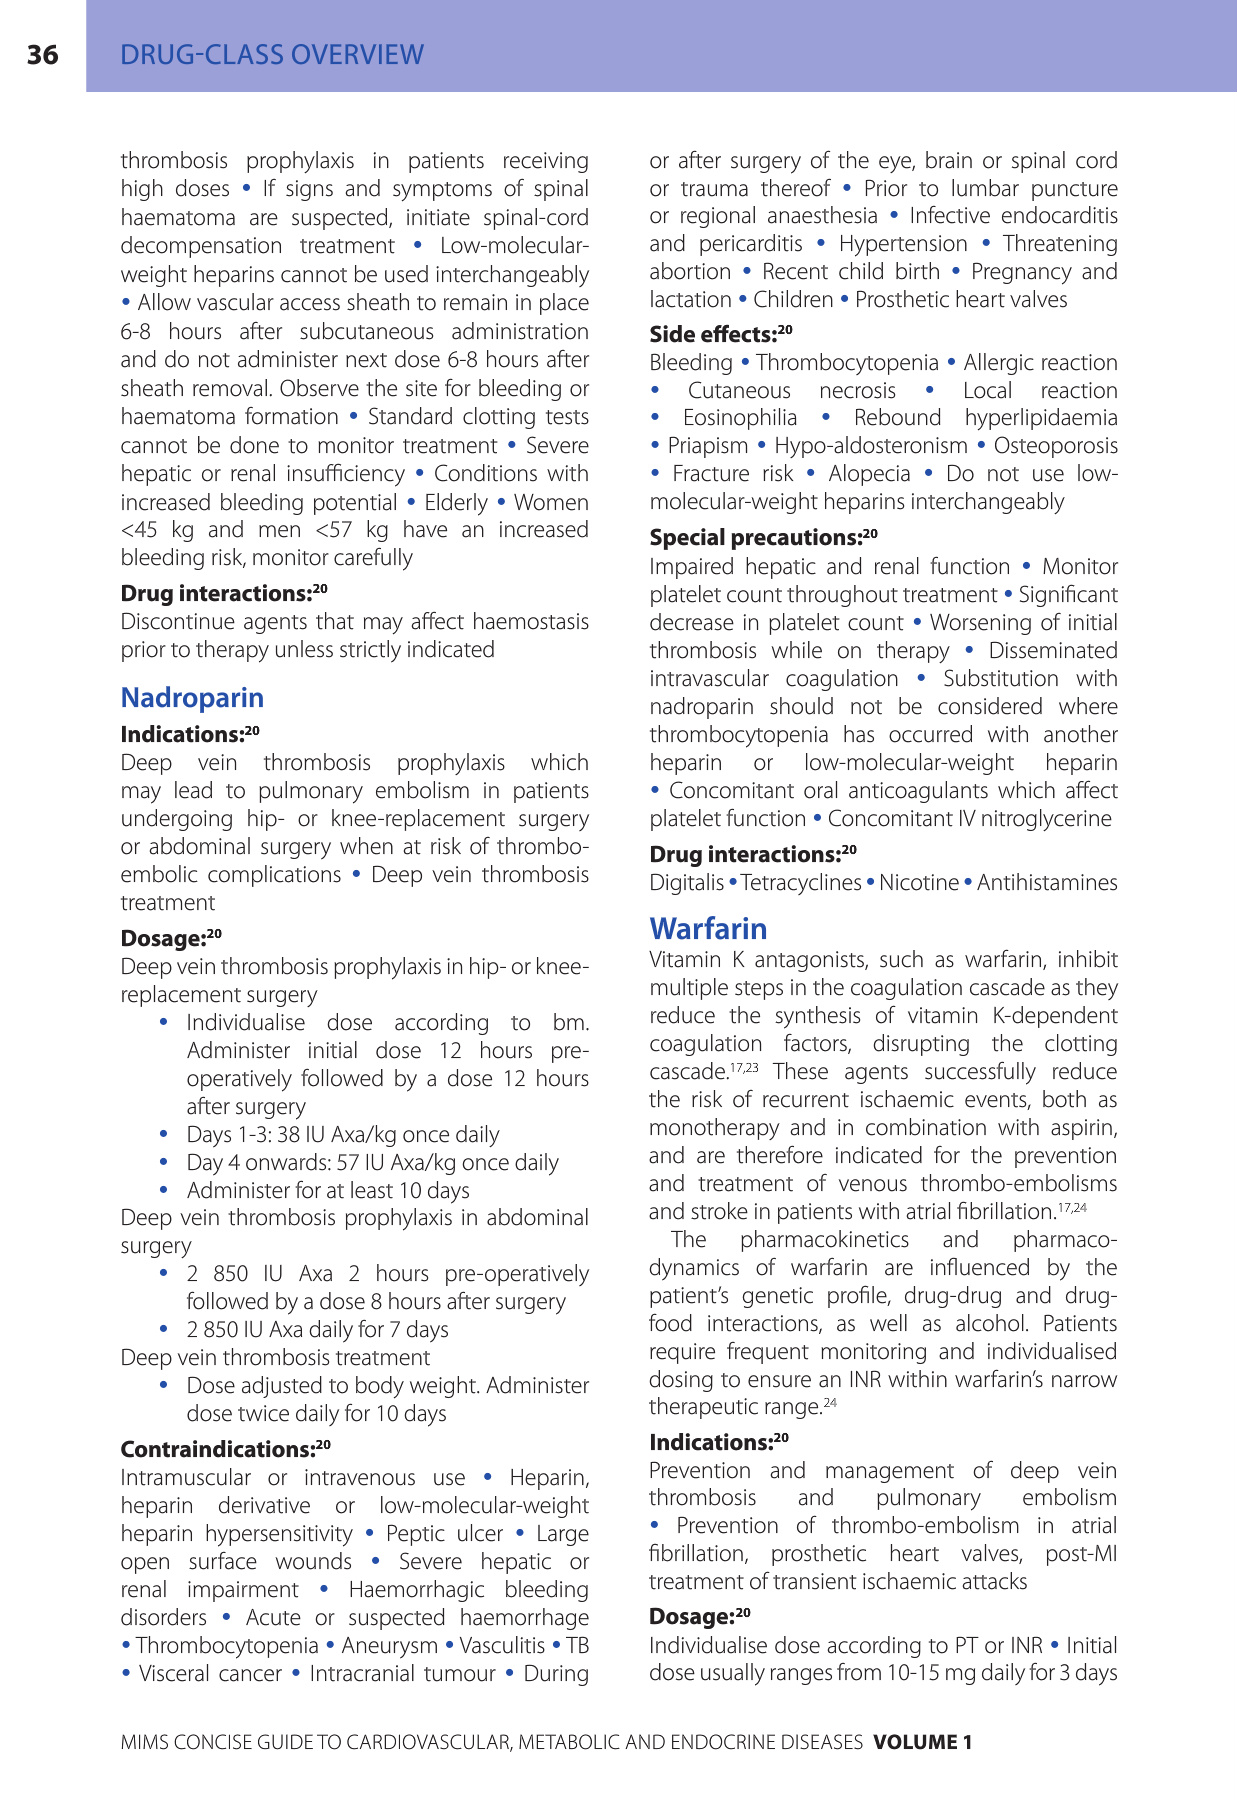 36
DRUG-CLASS OVERVIEW
thrombosis prophylaxis in patients receiving
high doses • If signs and symptoms of spinal
haematoma are suspected, initiate spinal-cord
decompensation treatment • Low-molecular-
weight heparins cannot be used interchangeably
• Allow vascular access sheath to remain in place
6-8 hours after subcutaneous administration
and do not administer next dose 6-8 hours after
sheath removal. Observe the site for bleeding or
haematoma formation • Standard clotting tests
cannot be done to monitor treatment • Severe
hepatic or renal insufficiency • Conditions with
increased bleeding potential • Elderly • Women
<45 kg and men <57 kg have an increased
bleeding risk, monitor carefully
Drug interactions:20
Discontinue agents that may affect haemostasis
prior to therapy unless strictly indicated
Nadroparin
Indications:20
Deep vein thrombosis prophylaxis which
may lead to pulmonary embolism in patients
undergoing hip- or knee-replacement surgery
or abdominal surgery when at risk of thrombo-
embolic complications • Deep vein thrombosis
treatment
Dosage:20
Deep vein thrombosis prophylaxis in hip- or knee-
replacement surgery
• Individualise dose according to bm.
Administer initial dose 12 hours pre-
operatively followed by a dose 12 hours
after surgery
• Days 1-3: 38 IU Axa/kg once daily
• Day 4 onwards: 57 IU Axa/kg once daily
• Administer for at least 10 days
Deep vein thrombosis prophylaxis in abdominal
surgery
• 2 850 IU Axa 2 hours pre-operatively
followed by a dose 8 hours after surgery
• 2 850 IU Axa daily for 7 days
Deep vein thrombosis treatment
• Dose adjusted to body weight. Administer
dose twice daily for 10 days
Contraindications:20
Intramuscular or intravenous use • Heparin,
heparin derivative or low-molecular-weight
heparin hypersensitivity • Peptic ulcer • Large
open surface wounds • Severe hepatic or
renal impairment • Haemorrhagic bleeding
disorders • Acute or suspected haemorrhage
• Thrombocytopenia • Aneurysm • Vasculitis • TB
• Visceral cancer • Intracranial tumour • During
or after surgery of the eye, brain or spinal cord
or trauma thereof • Prior to lumbar puncture
or regional anaesthesia • Infective endocarditis
and pericarditis • Hypertension • Threatening
abortion • Recent child birth • Pregnancy and
lactation • Children • Prosthetic heart valves
Side effects:20
Bleeding • Thrombocytopenia • Allergic reaction
• Cutaneous necrosis • Local reaction
• Eosinophilia • Rebound hyperlipidaemia
• Priapism • Hypo-aldosteronism • Osteoporosis
• Fracture risk • Alopecia • Do not use low-
molecular-weight heparins interchangeably
Special precautions:20
Impaired hepatic and renal function • Monitor
platelet count throughout treatment • Significant
decrease in platelet count • Worsening of initial
thrombosis while on therapy • Disseminated
intravascular coagulation • Substitution with
nadroparin should not be considered where
thrombocytopenia has occurred with another
heparin or low-molecular-weight heparin
• Concomitant oral anticoagulants which affect
platelet function • Concomitant IV nitroglycerine
Drug interactions:20
Digitalis • Tetracyclines • Nicotine • Antihistamines
Warfarin
Vitamin K antagonists, such as warfarin, inhibit
multiple steps in the coagulation cascade as they
reduce the synthesis of vitamin K-dependent
coagulation factors, disrupting the clotting
cascade.17,23 These agents successfully reduce
the risk of recurrent ischaemic events, both as
monotherapy and in combination with aspirin,
and are therefore indicated for the prevention
and treatment of venous thrombo-embolisms
and stroke in patients with atrial fibrillation.17,24
The pharmacokinetics and pharmaco-
dynamics of warfarin are influenced by the
patient's genetic profile, drug-drug and drug-
food interactions, as well as alcohol. Patients
require frequent monitoring and individualised
dosing to ensure an INR within warfarin's narrow
therapeutic range.24
Indications:20
Prevention and management of deep vein
thrombosis and pulmonary embolism
• Prevention of thrombo-embolism in atrial
fibrillation, prosthetic heart valves, post-MI
treatment of transient ischaemic attacks
Dosage:20
Individualise dose according to PT or INR • Initial
dose usually ranges from 10-15 mg daily for 3 days
MIMS CONCISE GUIDE TO CARDIOVASCULAR, METABOLIC AND ENDOCRINE DISEASES VOLUME 1